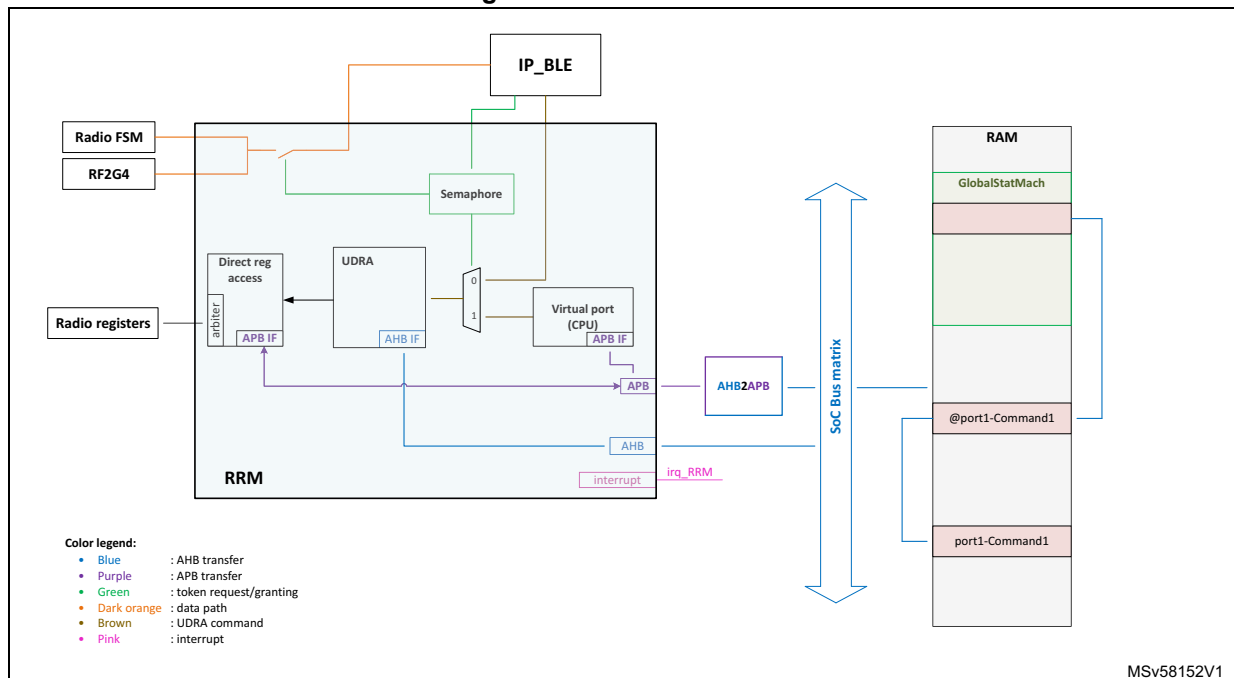 IP_BLE
Radio FSM
RF2G4
RAM
GlobalStatMach
Semaphore
Direct reg
access
UDRA
0
1
Virtual port
(CPU)
Radio registers
arbiter
APB IF
AHB IF
APB IF
APB
AHB2APB
SoC Bus matrix
@port1-Command1
AHB
RRM
interrupt
irq_RRM
port1-Command1
Color legend:
• Blue : AHB transfer
• Purple : APB transfer
• Green : token request/granting
• Dark orange : data path
• Brown : UDRA command
• Pink : interrupt
MSv58152V1